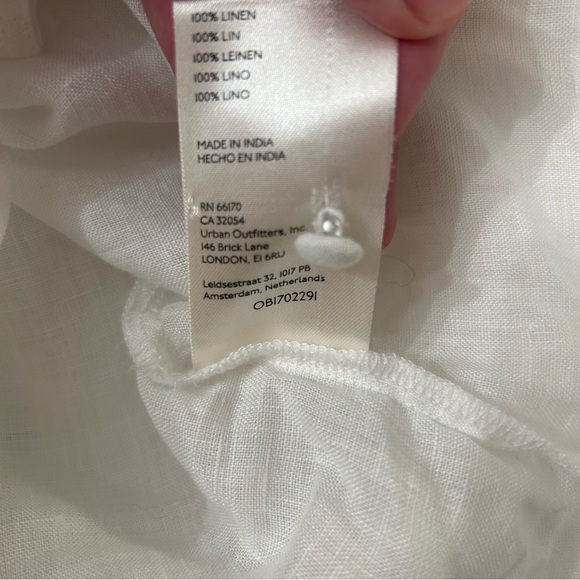 100% LINEN
100% LIN
100% LEINEN
100% LINO
100% LINO
MADE IN INDIA
HECHO EN INDIA
RN 66170
CA 32054
Urban Outfitters, Inc.
146 Brick Lane
LONDON, E1 6RU
Leidsestraat 32, 1017 PB
Amsterdam, Netherlands
OB1702291